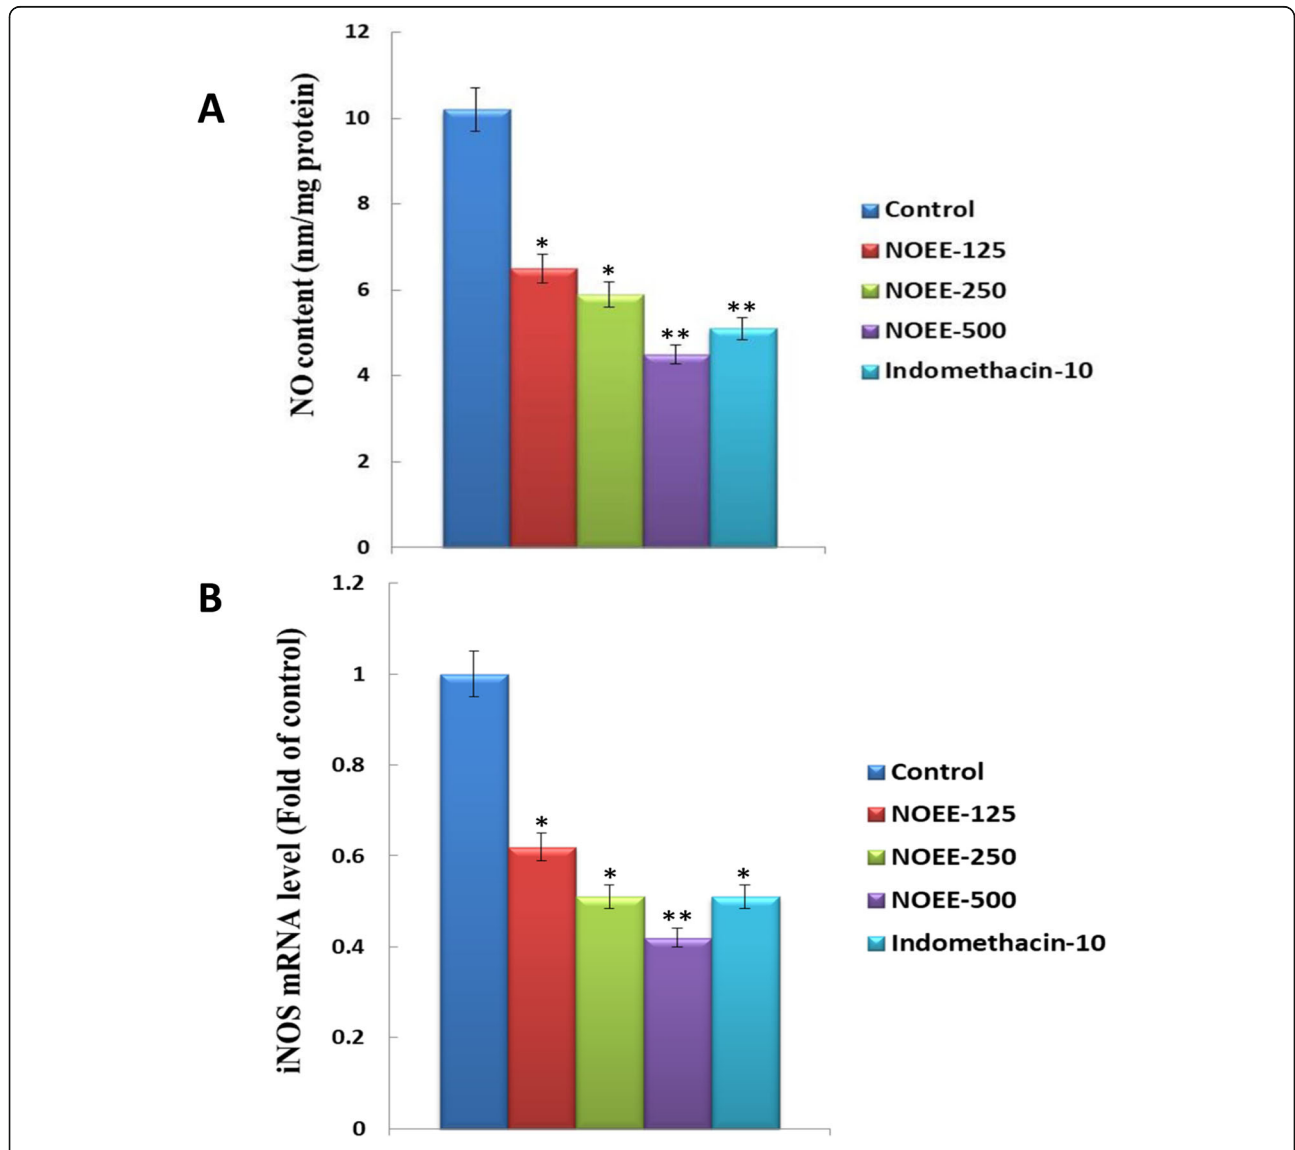 A
NO content (nm/mg protein)
12
10
8
6
4
2
0
*
*
**
**
Control
NOEE-125
NOEE-250
NOEE-500
Indomethacin-10
B
iNOS mRNA level (Fold of control)
1.2
1
0.8
0.6
0.4
0.2
0
*
*
**
*
Control
NOEE-125
NOEE-250
NOEE-500
Indomethacin-10